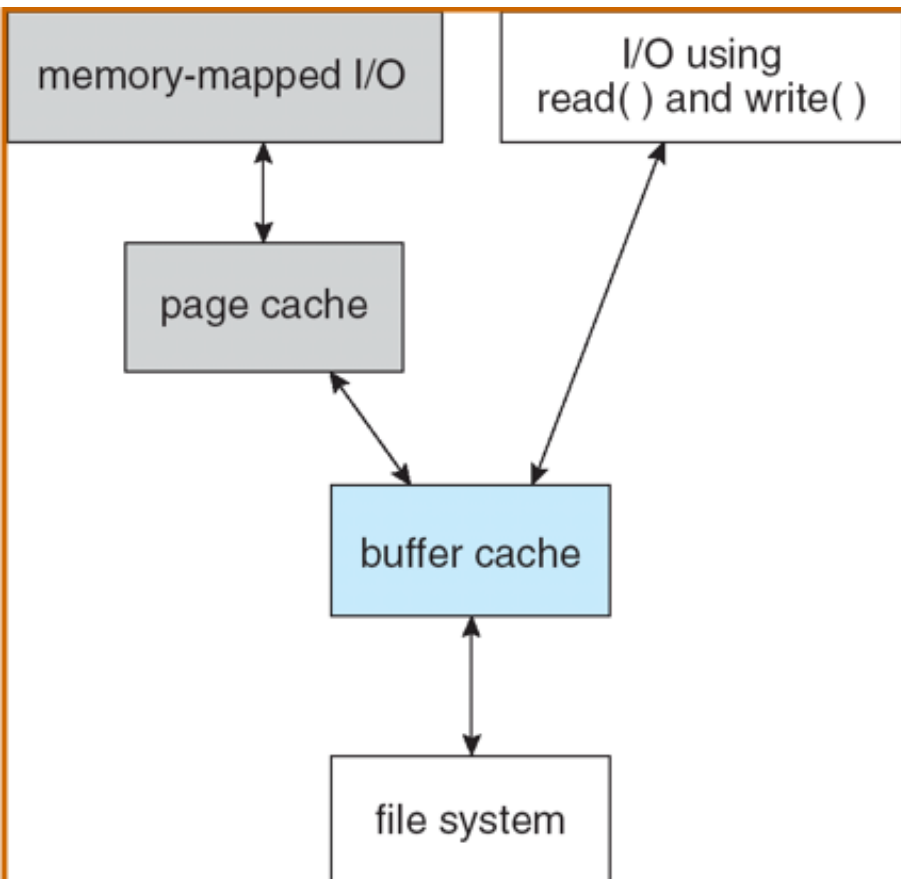 memory-mapped I/O
I/O using
read( ) and write( )
page cache
buffer cache
file system